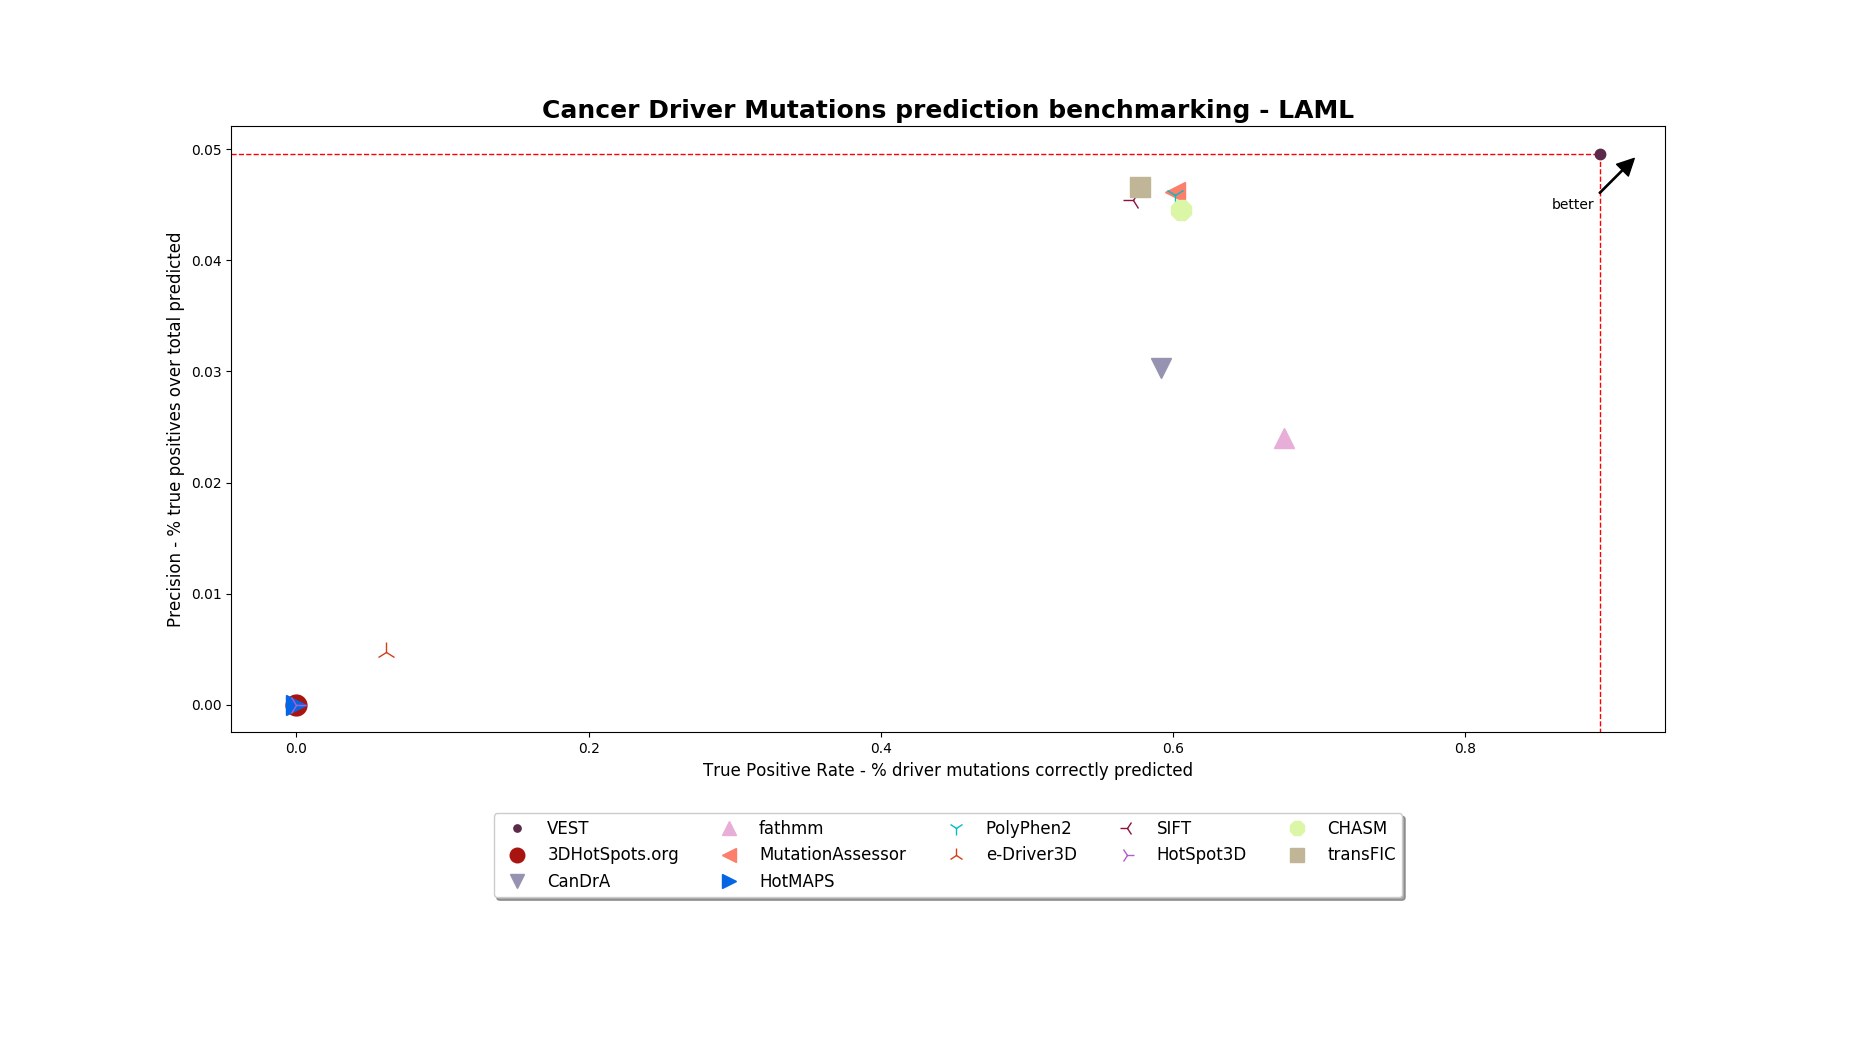 Cancer Driver Mutations prediction benchmarking - LAML
Precision - % true positives over total predicted
0.05
0.04
0.03
0.02
0.01
0.00
better
0.0 0.2 0.4 0.6 0.8
True Positive Rate - % driver mutations correctly predicted
VEST fathmm PolyPhen2 SIFT CHASM
3DHotSpots.org MutationAssessor e-Driver3D HotSpot3D transFIC
CanDrA HotMAPS